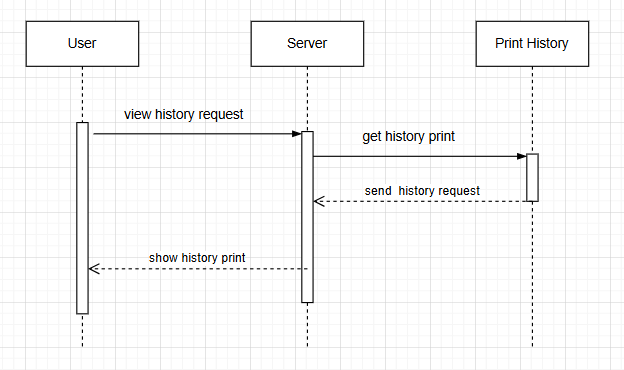 User
Server
Print History
view history request
get history print
send  history request
show history print